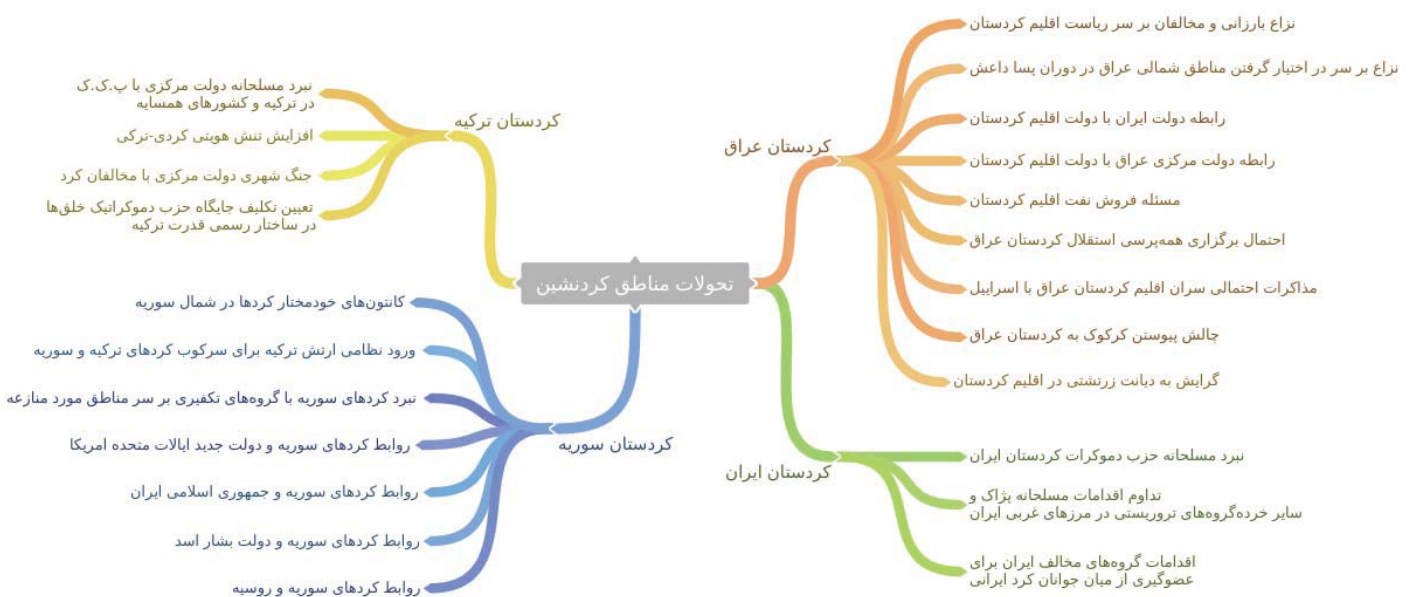 تحولات مناطق کردنشین
کردستان عراق
نزاع بارزانی و مخالفان بر سر ریاست اقلیم کردستان
نزاع بر سر در اختیار گرفتن مناطق شمالی عراق در دوران پسا داعش
رابطه دولت ایران با دولت اقلیم کردستان
رابطه دولت مرکزی عراق با دولت اقلیم کردستان
مسئله فروش نفت اقلیم کردستان
احتمال برگزاری همه‌پرسی استقلال کردستان عراق
مذاکرات احتمالی سران اقلیم کردستان عراق با اسراییل
چالش پیوستن کرکوک به کردستان عراق
گرایش به دیانت زرتشتی در اقلیم کردستان
کردستان ایران
نبرد مسلحانه حزب دموکرات کردستان ایران
تداوم اقدامات مسلحانه پژاک و
سایر خرده‌گروه‌های تروریستی در مرزهای غربی ایران
اقدامات گروه‌های مخالف ایران برای
عضوگیری از میان جوانان کرد ایرانی
کردستان ترکیه
نبرد مسلحانه دولت مرکزی با پ.ک.ک
در ترکیه و کشورهای همسایه
افزایش تنش هویتی کردی-ترکی
جنگ شهری دولت مرکزی با مخالفان کرد
تعیین تکلیف جایگاه حزب دموکراتیک خلق‌ها
در ساختار رسمی قدرت ترکیه
کردستان سوریه
کانتون‌های خودمختار کردها در شمال سوریه
ورود نظامی ارتش ترکیه برای سرکوب کردهای ترکیه و سوریه
نبرد کردهای سوریه با گروه‌های تکفیری بر سر مناطق مورد منازعه
روابط کردهای سوریه و دولت جدید ایالات متحده امریکا
روابط کردهای سوریه و جمهوری اسلامی ایران
روابط کردهای سوریه و دولت بشار اسد
روابط کردهای سوریه و روسیه